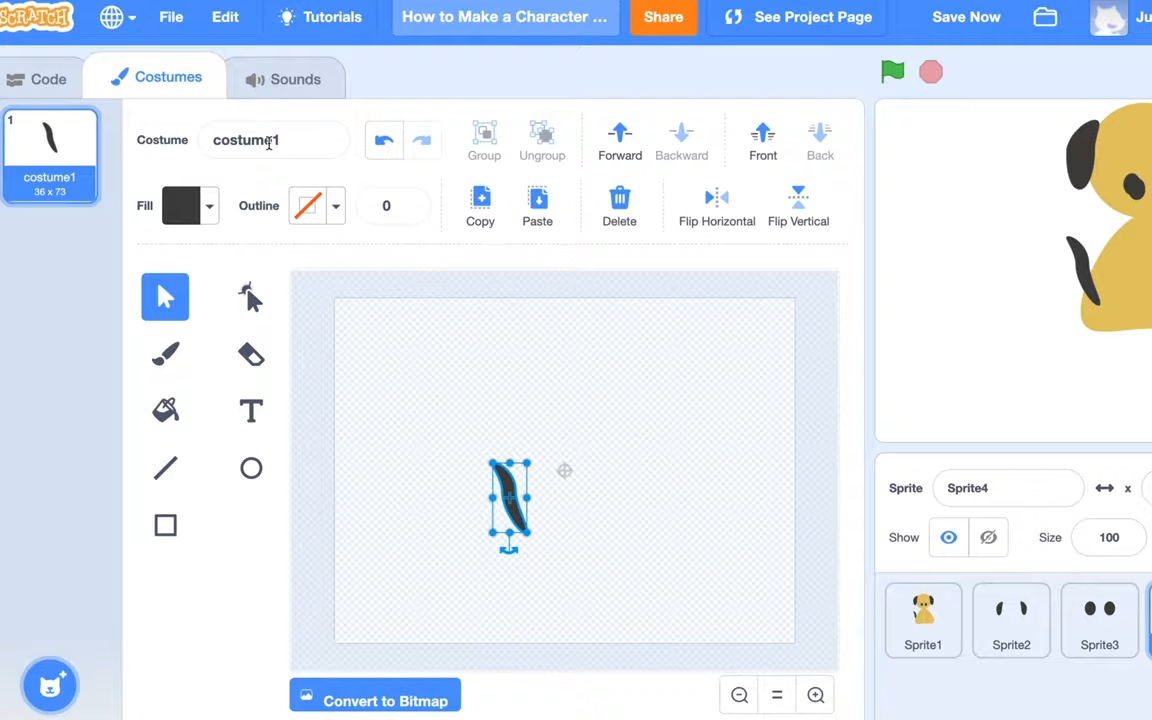 SCRATCH File Edit Tutorials How to Make a Character ... Share See Project Page Save Now Ju
Code Costumes Sounds
1
costume1
36 x 73
Costume costume1 Group Ungroup Forward Backward Front Back
Fill Outline 0 Copy Paste Delete Flip Horizontal Flip Vertical
T
Convert to Bitmap
Sprite Sprite4 x
Show Size 100
Sprite1 Sprite2 Sprite3